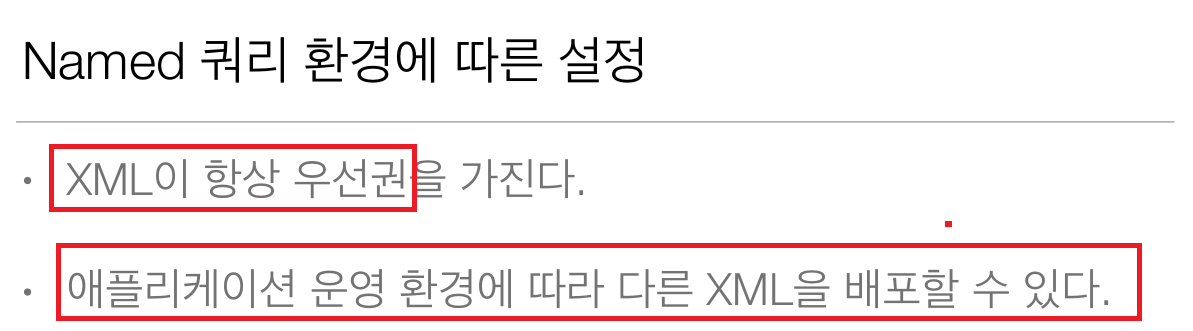 Named 쿼리 환경에 따른 설정
• XML이 항상 우선권을 가진다.
• 애플리케이션 운영 환경에 따라 다른 XML을 배포할 수 있다.